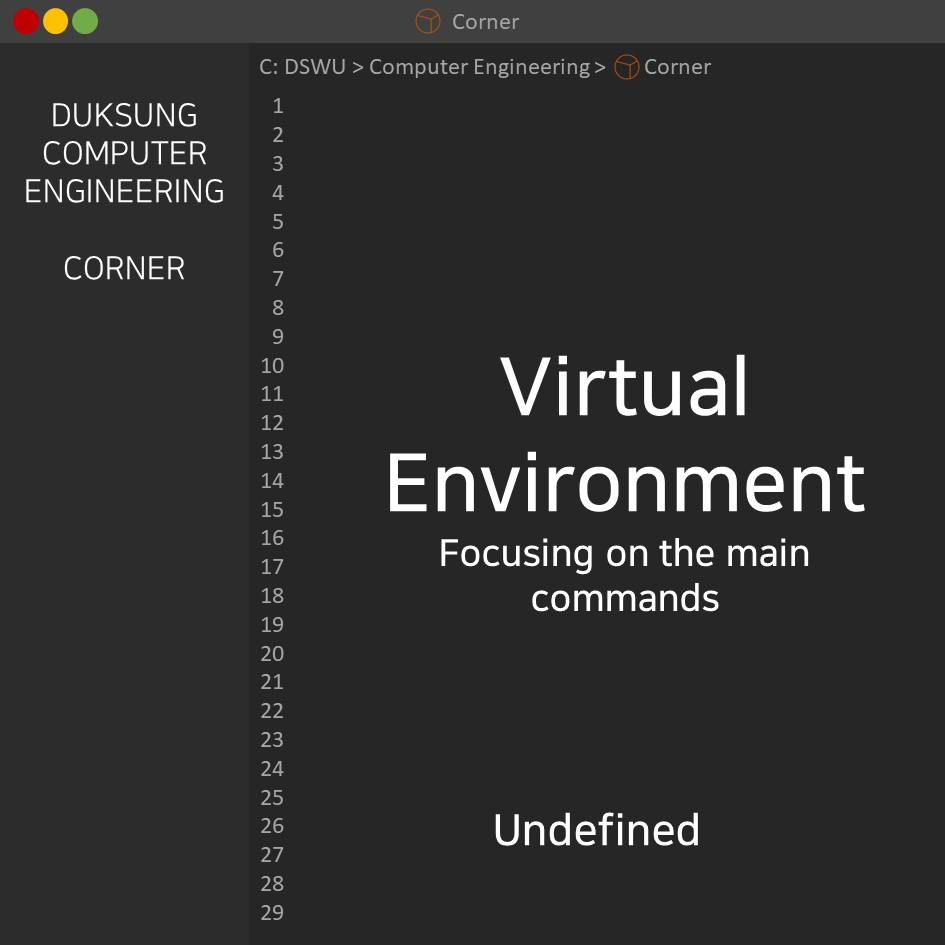 Corner
C: DSWU > Computer Engineering > Corner
DUKSUNG
COMPUTER
ENGINEERING
CORNER
1
2
3
4
5
6
7
8
9
10
11
12
13
14
15
16
17
18
19
20
21
22
23
24
25
26
27
28
29
Virtual
Environment
Focusing on the main
commands
Undefined